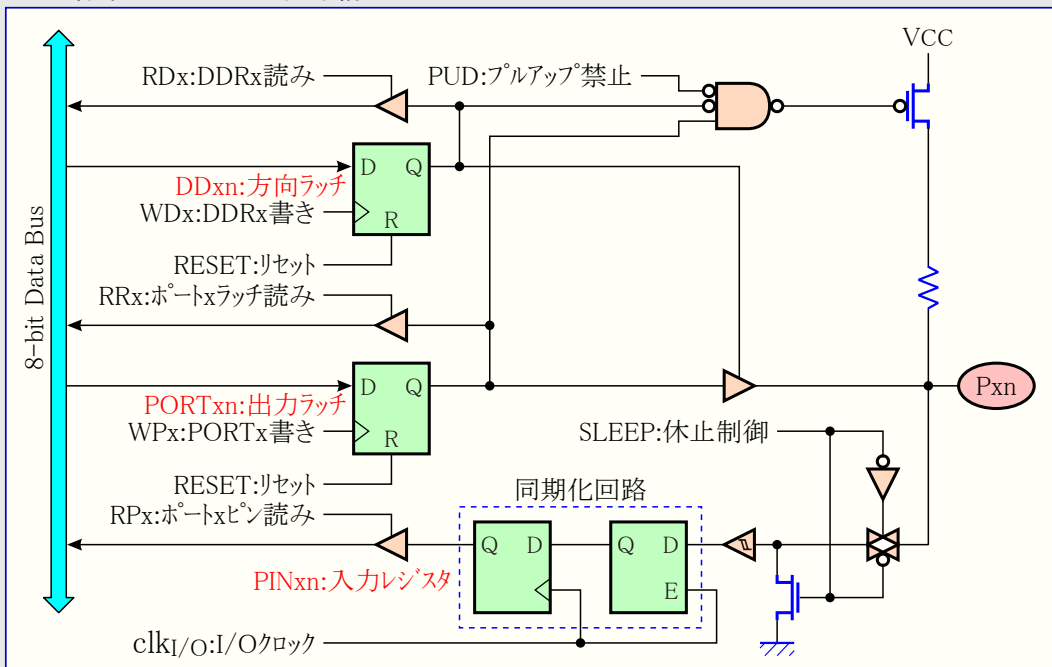 VCC
RDx:DDRx読み
PUD:プルアップ禁止
D Q
DDxn:方向ラッチ
WDx:DDRx書き
R
RESET:リセット
RRx:ポートxラッチ読み
8-bit Data Bus
D Q
Pxn
PORTxn:出力ラッチ
WPx:PORTx書き
R
SLEEP:休止制御
RESET:リセット
同期化回路
RPx:ポートxピン読み
Q D
Q D
PINxn:入力レジスタ
E
clkI/O:I/Oクロック